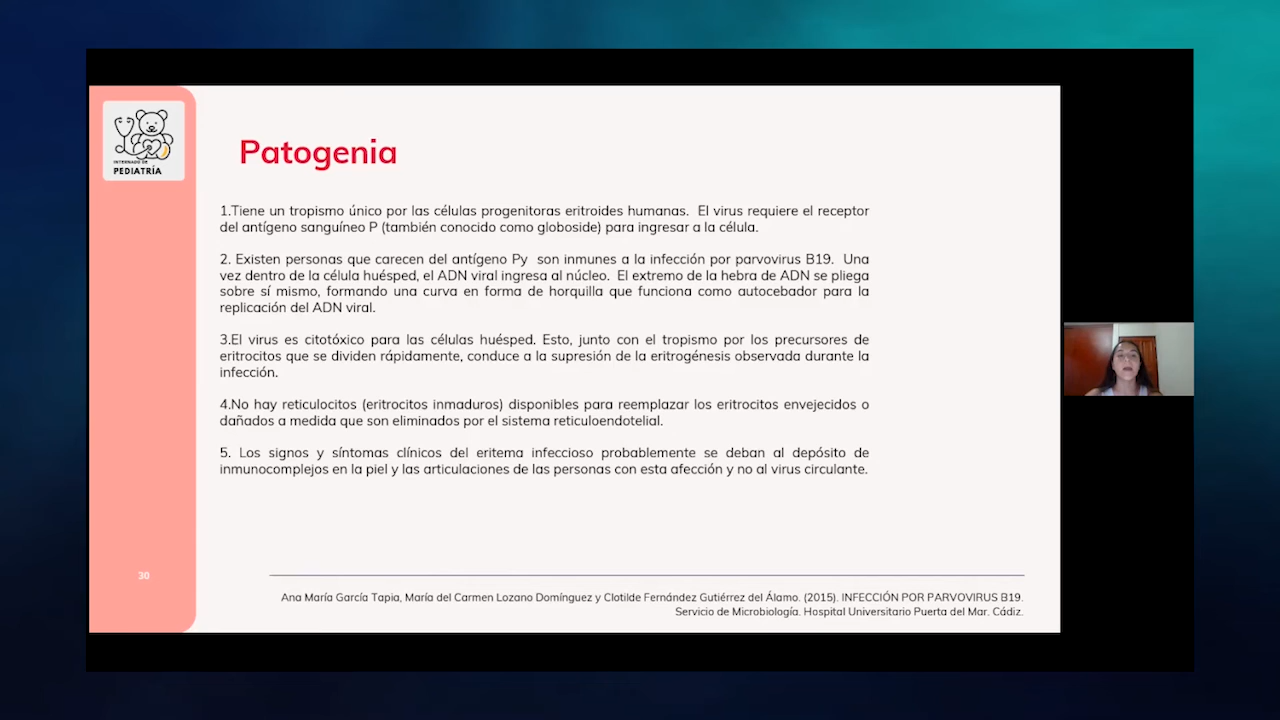 INTERNADO DE
PEDIATRÍA
Patogenia
1.Tiene un tropismo único por las células progenitoras eritroides humanas. El virus requiere el receptor
del antígeno sanguíneo P (también conocido como globoside) para ingresar a la célula.
2. Existen personas que carecen del antígeno Py son inmunes a la infección por parvovirus B19. Una
vez dentro de la célula huésped, el ADN viral ingresa al núcleo. El extremo de la hebra de ADN se pliega
sobre sí mismo, formando una curva en forma de horquilla que funciona como autocebador para la
replicación del ADN viral.
3.El virus es citotóxico para las células huésped. Esto, junto con el tropismo por los precursores de
eritrocitos que se dividen rápidamente, conduce a la supresión de la eritrogénesis observada durante la
infección.
4.No hay reticulocitos (eritrocitos inmaduros) disponibles para reemplazar los eritrocitos envejecidos o
dañados a medida que son eliminados por el sistema reticuloendotelial.
5. Los signos y síntomas clínicos del eritema infeccioso probablemente se deban al depósito de
inmunocomplejos en la piel y las articulaciones de las personas con esta afección y no al virus circulante.
30
Ana María García Tapia, María del Carmen Lozano Domínguez y Clotilde Fernández Gutiérrez del Álamo. (2015). INFECCIÓN POR PARVOVIRUS B19.
Servicio de Microbiología. Hospital Universitario Puerta del Mar. Cádiz.